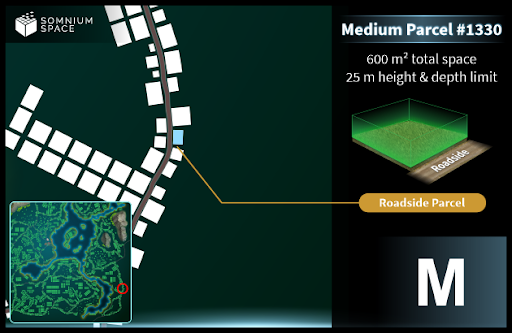 SOMNIUM
SPACE
Medium Parcel #1330
600 m² total space
25 m height & depth limit
Roadside
Roadside Parcel
M